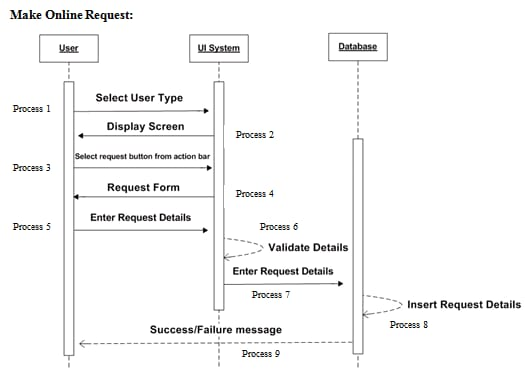 Make Online Request:
User
UI System
Database
Select User Type
Process 1
Display Screen
Process 2
Select request button from action bar
Process 3
Request Form
Process 4
Enter Request Details
Process 5
Process 6
Validate Details
Enter Request Details
Process 7
Insert Request Details
Process 8
Success/Failure message
Process 9